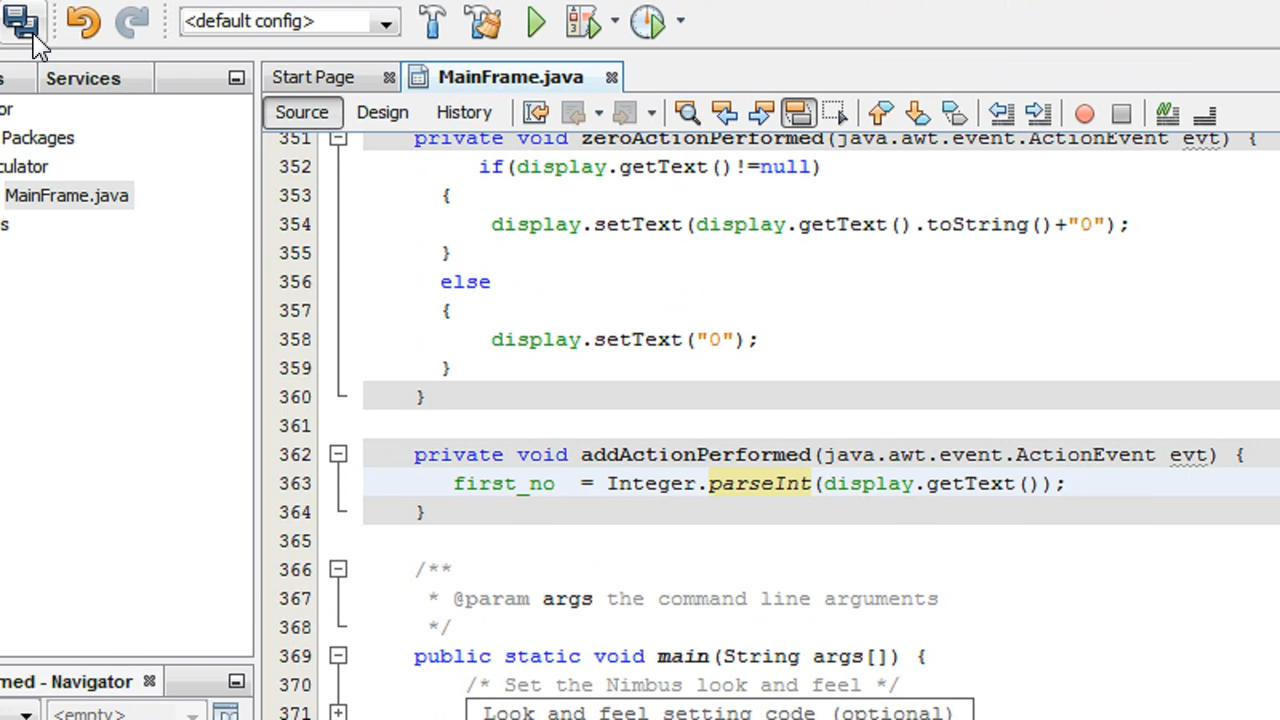 <default config>
s
Services
Start Page
MainFrame.java
or
Packages
culator
MainFrame.java
s
Source
Design
History
351 private void zeroActionPerformed(java.awt.event.ActionEvent evt) {
352 if(display.getText()!=null)
353 {
354 display.setText(display.getText().toString()+"0");
355 }
356 else
357 {
358 display.setText("0");
359 }
360 }
361
362 private void addActionPerformed(java.awt.event.ActionEvent evt) {
363 first_no = Integer.parseInt(display.getText());
364 }
365
366 /**
367 * @param args the command line arguments
368 */
369 public static void main(String args[]) {
370 /* Set the Nimbus look and feel */
371 Look and feel setting code (optional)
med - Navigator
<empty>